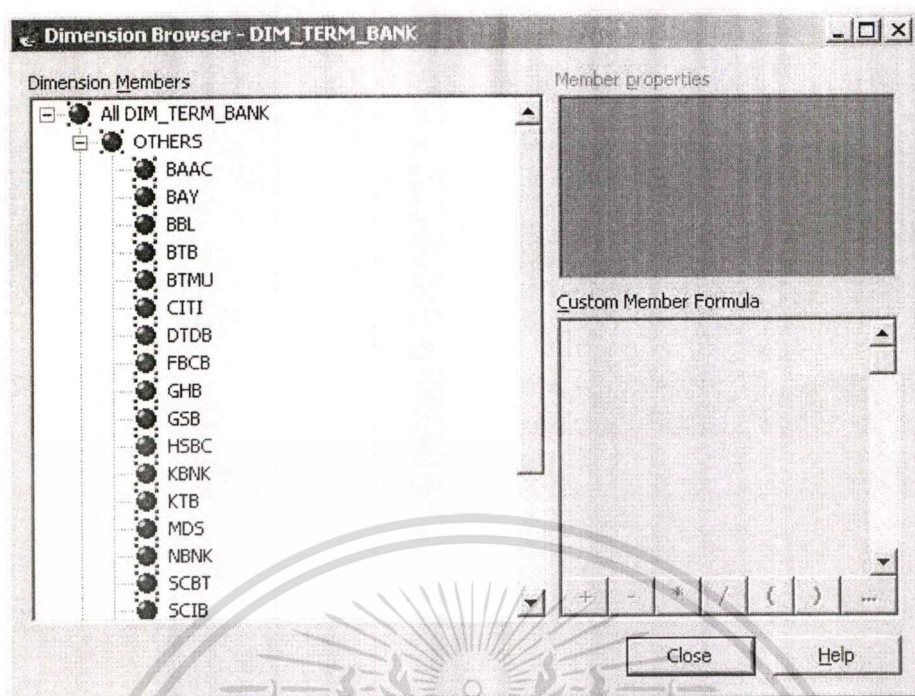 Dimension Browser - DIM_TERM_BANK
Dimension Members
Member properties
All DIM_TERM_BANK
OTHERS
BAAC
BAY
BBL
BTB
BTMU
CITI
DTDB
FBCB
GHB
GSB
HSBC
KBNK
KTB
MDS
NBNK
SCBT
SCIB
Custom Member Formula
+ - * / ( ) ...
Close Help